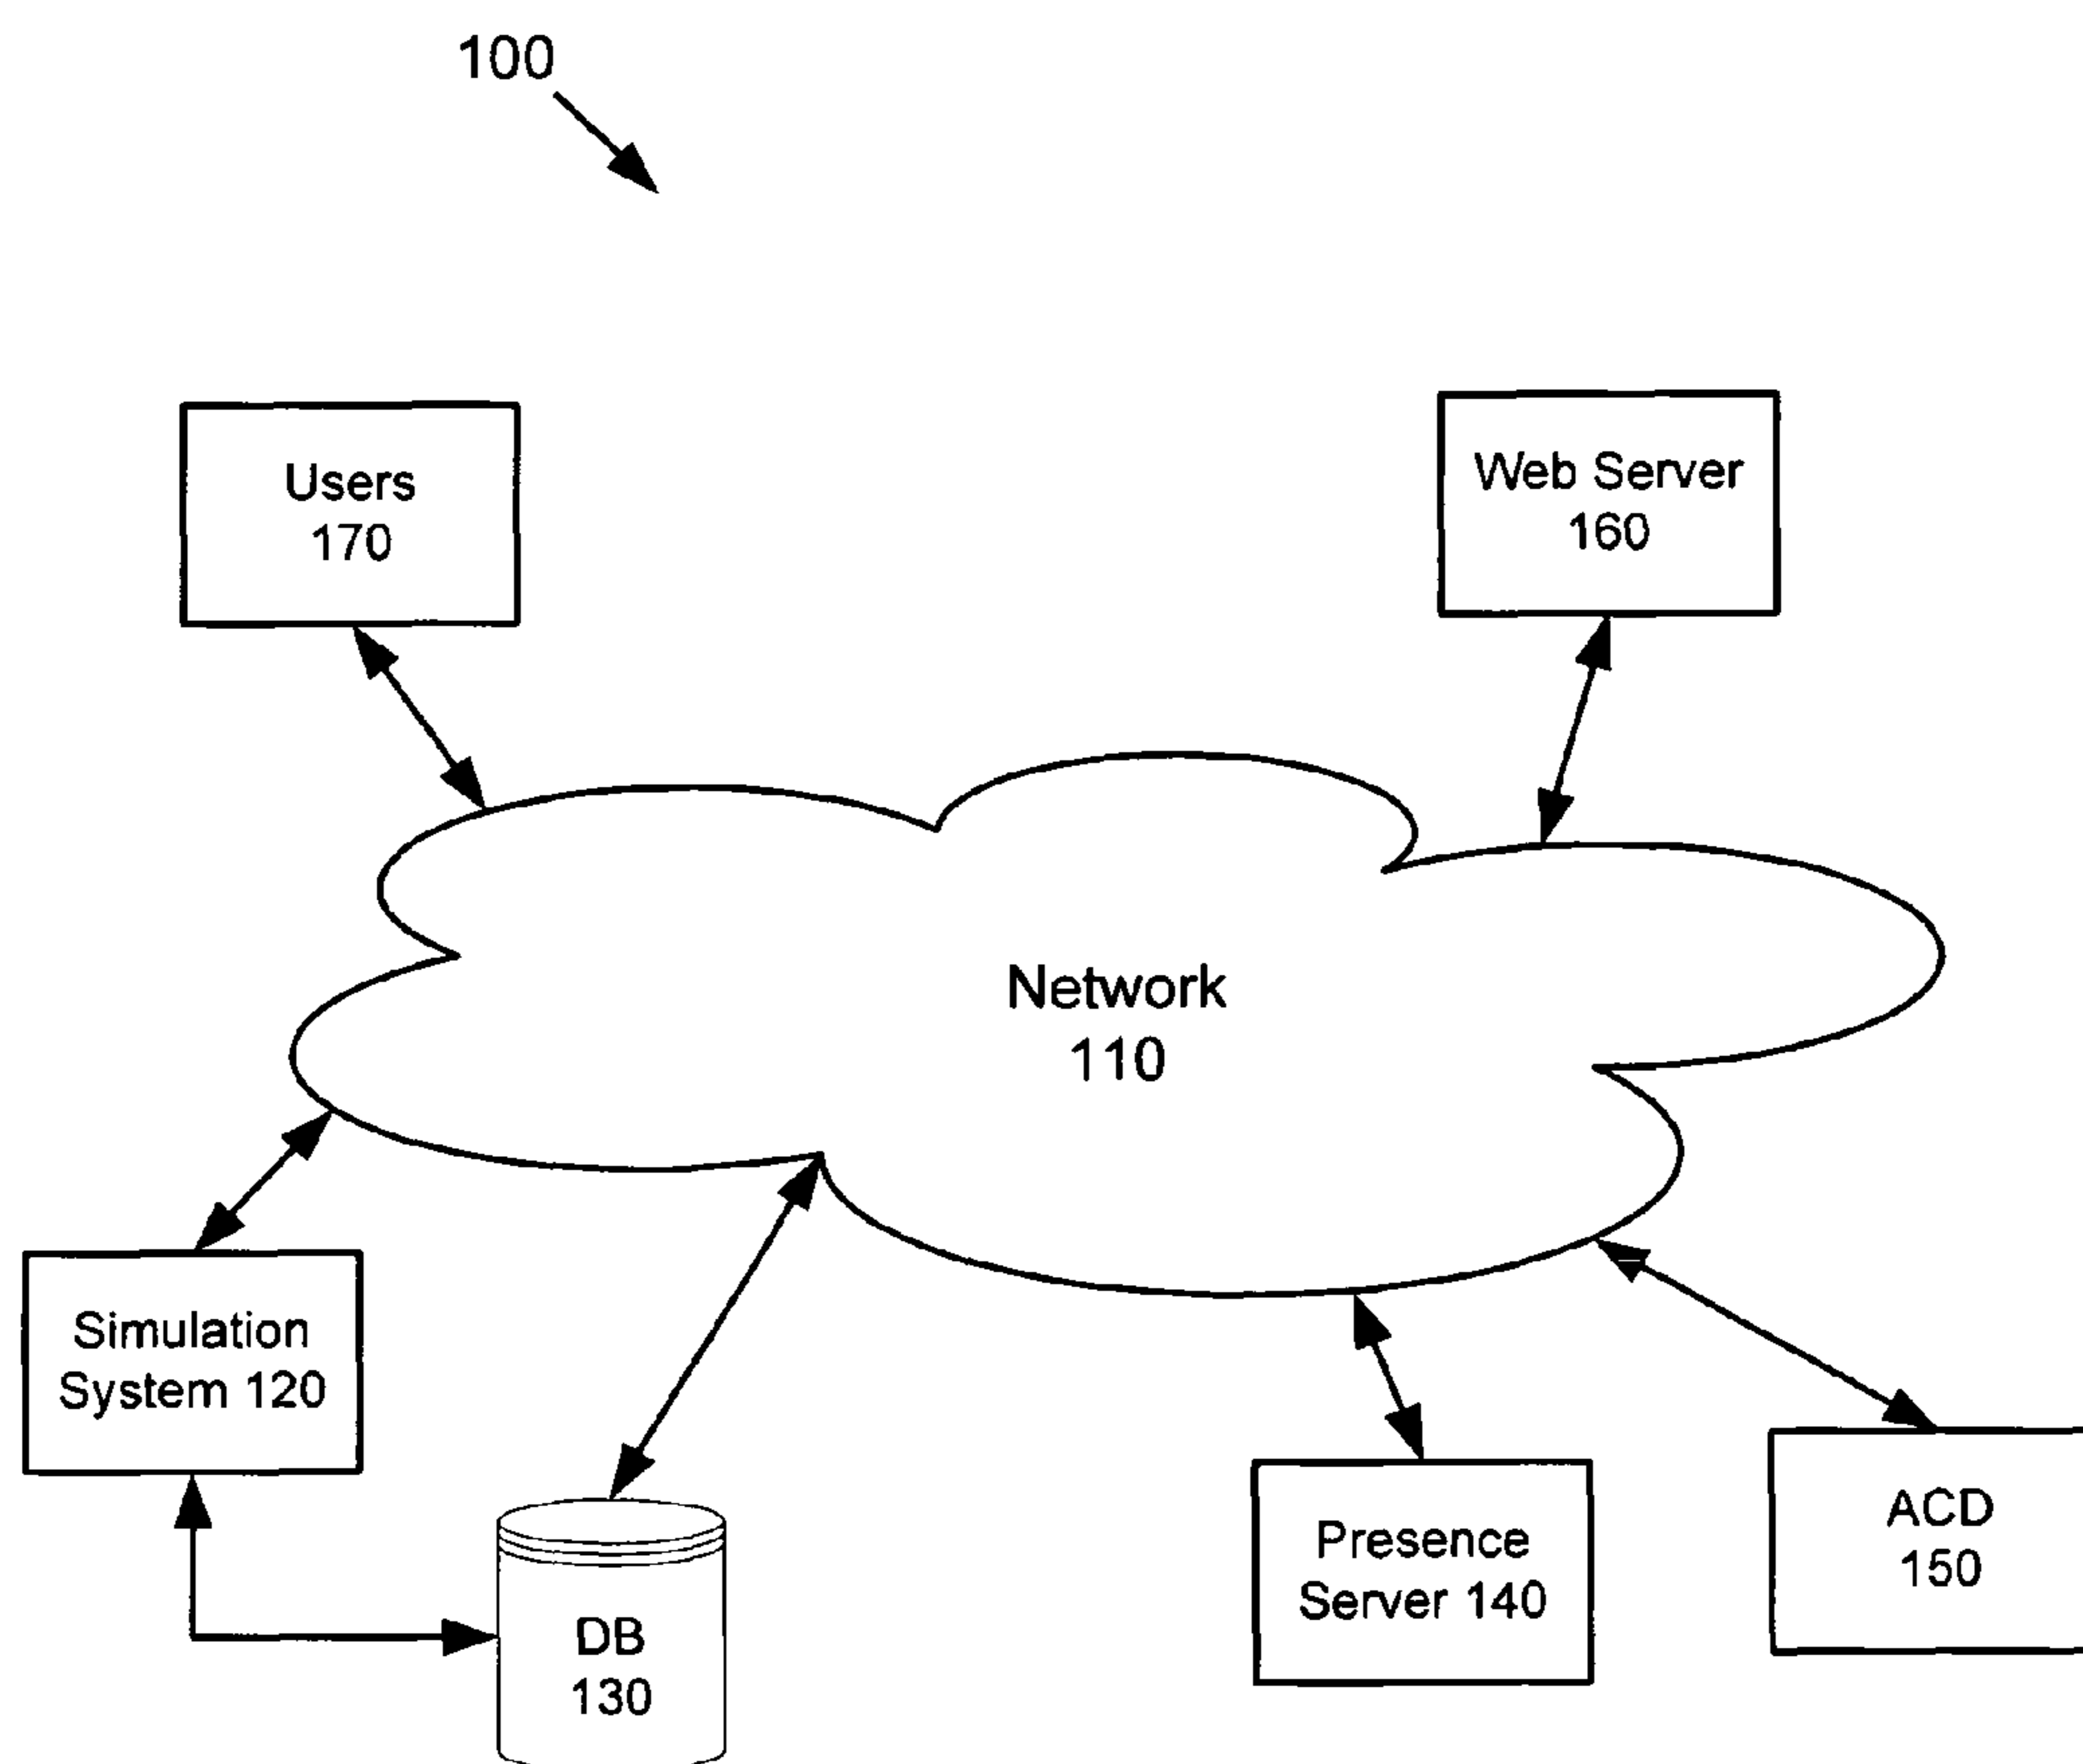 100
Users
170
Web Server
160
Network
110
Simulation
System 120
DB
130
Presence
Server 140
ACD
150